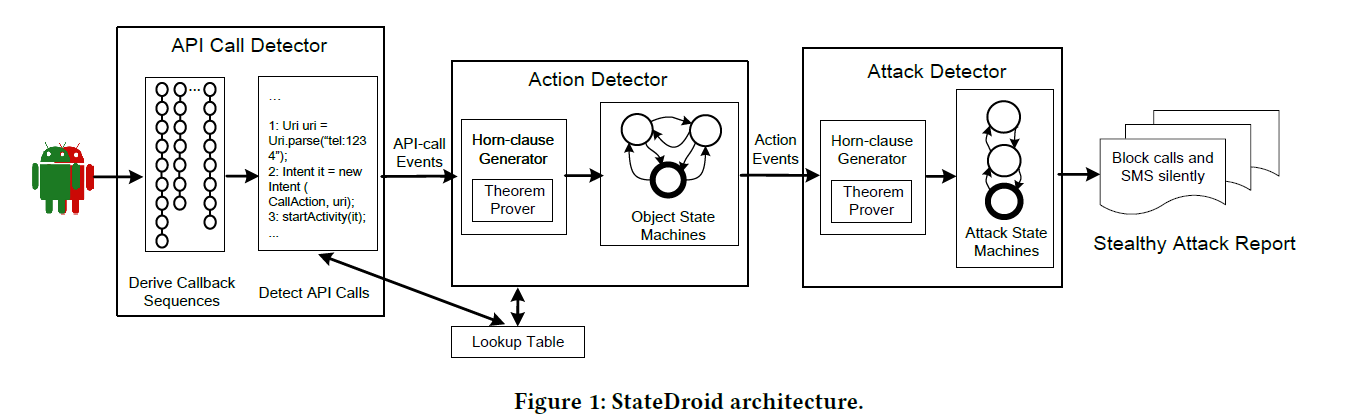 API Call Detector
...
Derive Callback
Sequences
...
1: Uri uri =
Uri.parse("tel:123
4");
2: Intent it = new
Intent (
CallAction, uri);
3: startActivity(it);
...
Detect API Calls
API-call
Events
Action Detector
Horn-clause
Generator
Theorem
Prover
Object State
Machines
Lookup Table
Action
Events
Attack Detector
Horn-clause
Generator
Theorem
Prover
Attack State
Machines
Block calls and
SMS silently
Stealthy Attack Report
Figure 1: StateDroid architecture.